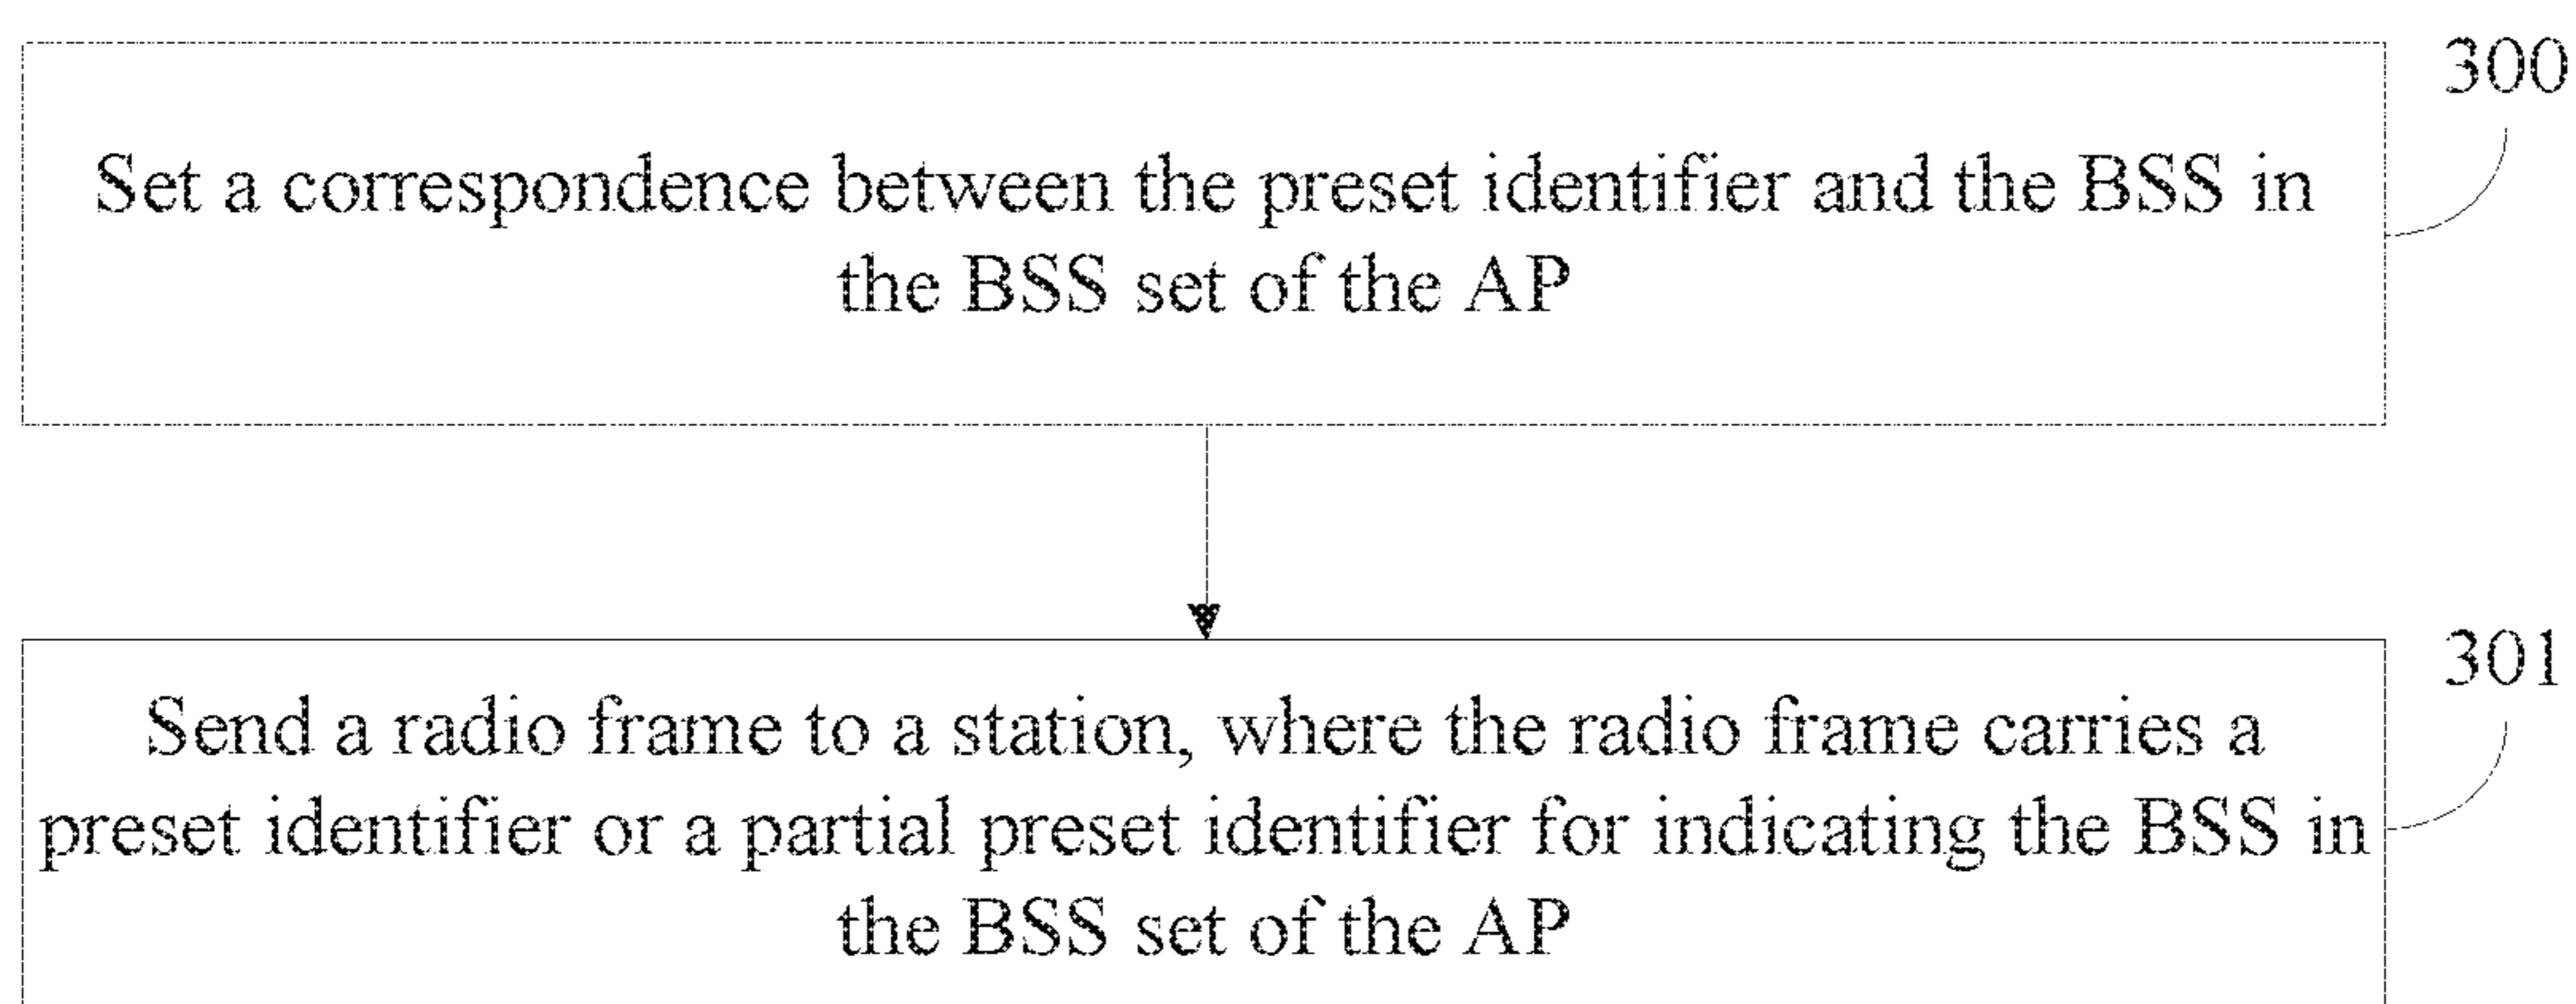 300
Set a correspondence between the preset identifier and the BSS in
the BSS set of the AP
301
Send a radio frame to a station, where the radio frame carries a
preset identifier or a partial preset identifier for indicating the BSS in
the BSS set of the AP